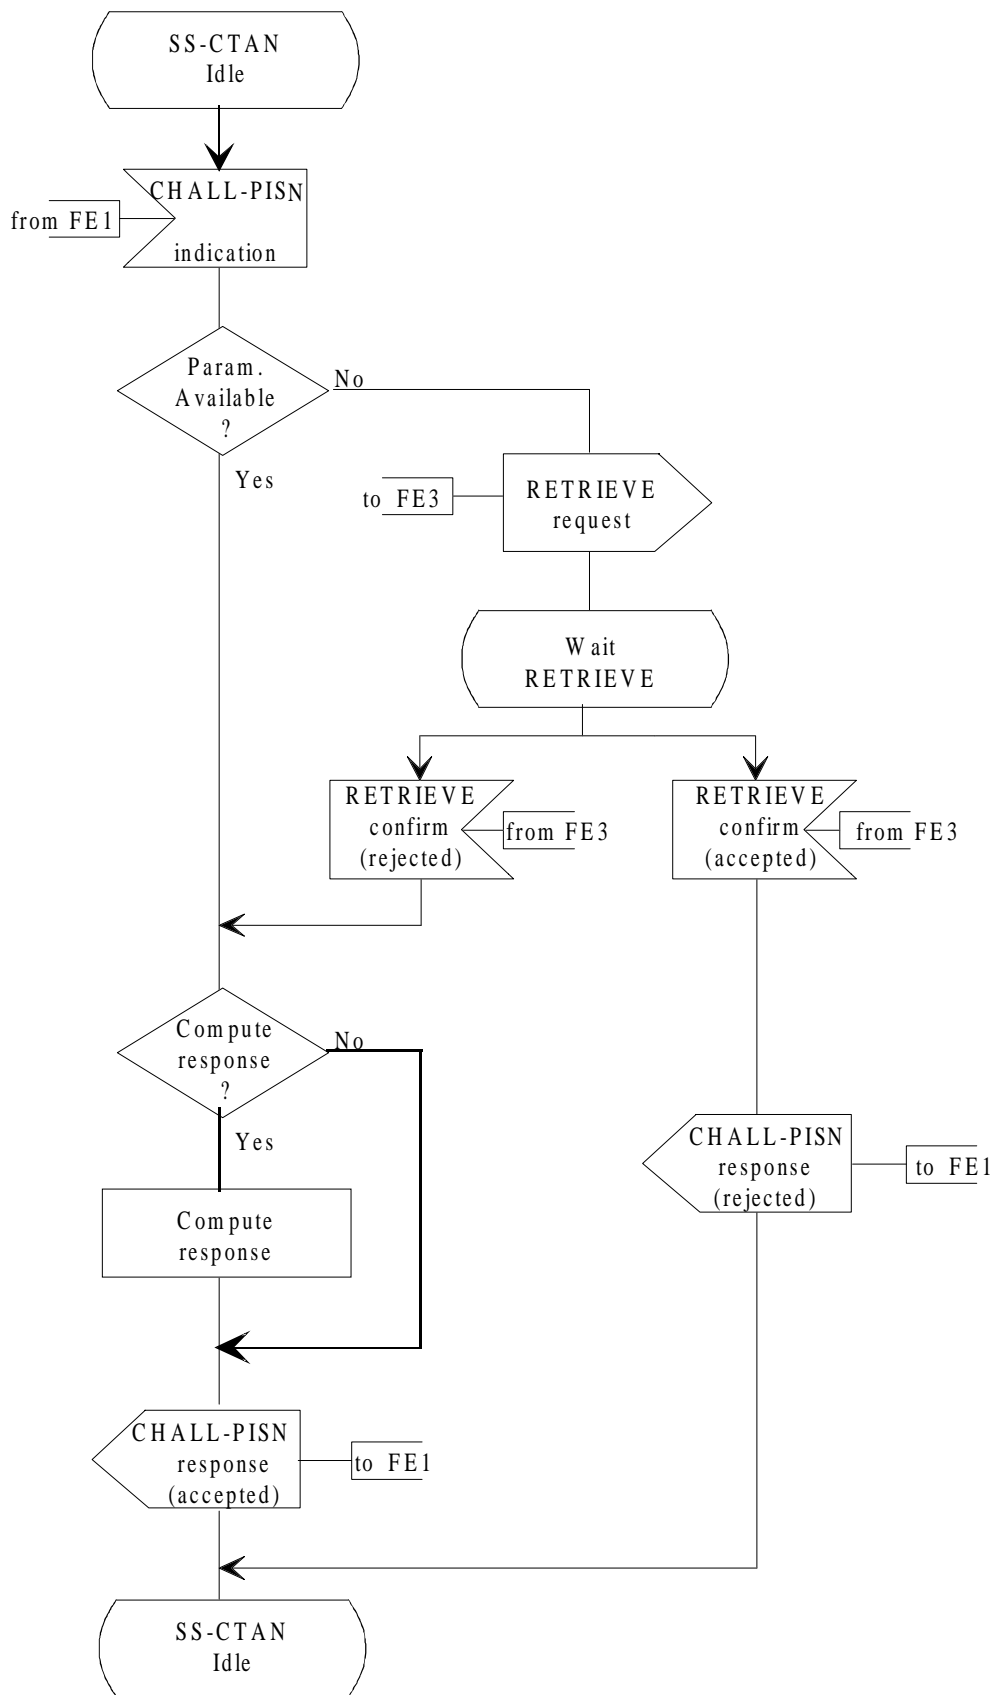 SS-CTAN
Idle
CHALL-PISN
from FE1
indication
Param.
Available
?
No
Yes
to FE3
RETRIEVE
request
Wait
RETRIEVE
RETRIEVE
confirm
(rejected)
from FE3
RETRIEVE
confirm
(accepted)
from FE3
Compute
response
?
No
Yes
Compute
response
CHALL-PISN
response
(rejected)
to FE1
CHALL-PISN
response
(accepted)
to FE1
SS-CTAN
Idle